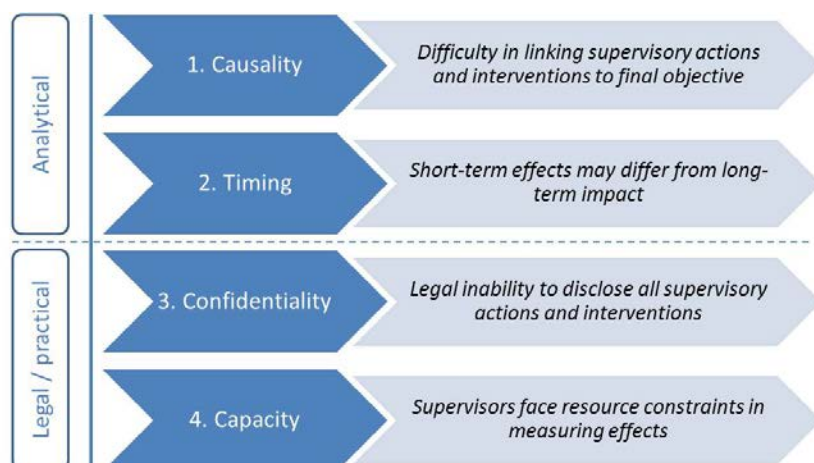 Analytical
1. Causality
Difficulty in linking supervisory actions
and interventions to final objective
2. Timing
Short-term effects may differ from long-
term impact
Legal / practical
3. Confidentiality
Legal inability to disclose all supervisory
actions and interventions
4. Capacity
Supervisors face resource constraints in
measuring effects